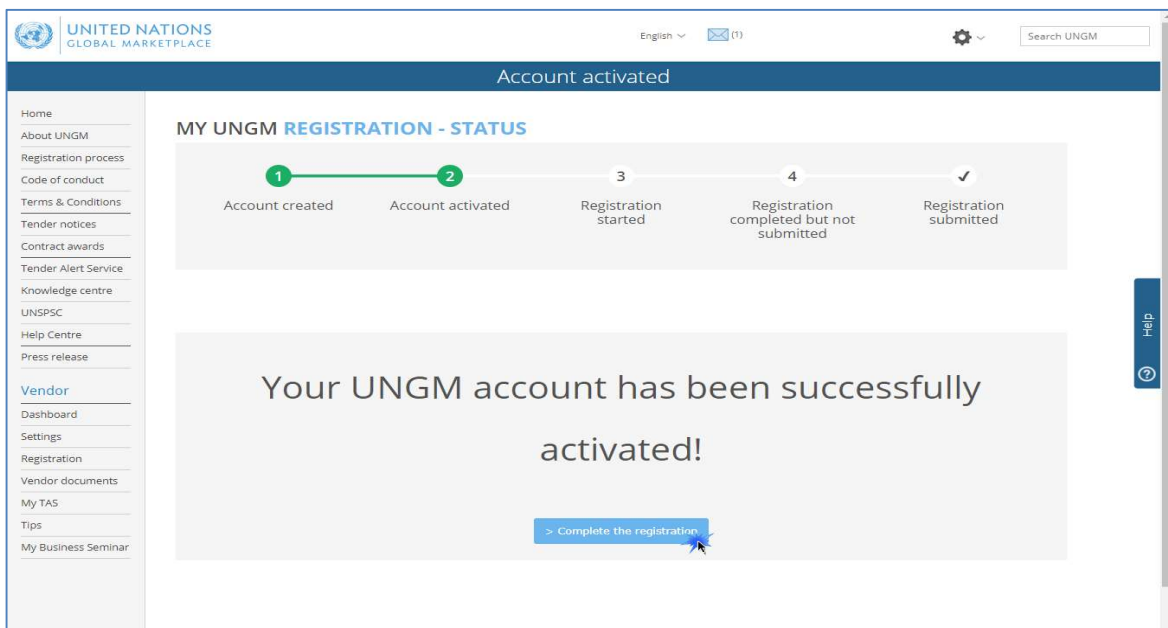 UNITED NATIONS
GLOBAL MARKETPLACE
English
(1)
Search UNGM
Account activated
Home
About UNGM
Registration process
Code of conduct
Terms & Conditions
Tender notices
Contract awards
Tender Alert Service
Knowledge centre
UNSPSC
Help Centre
Press release
Vendor
Dashboard
Settings
Registration
Vendor documents
My TAS
Tips
My Business Seminar
MY UNGM REGISTRATION - STATUS
1
2
3
4
Account created
Account activated
Registration
started
Registration
completed but not
submitted
Registration
submitted
Your UNGM account has been successfully
activated!
> Complete the registration
Help
?